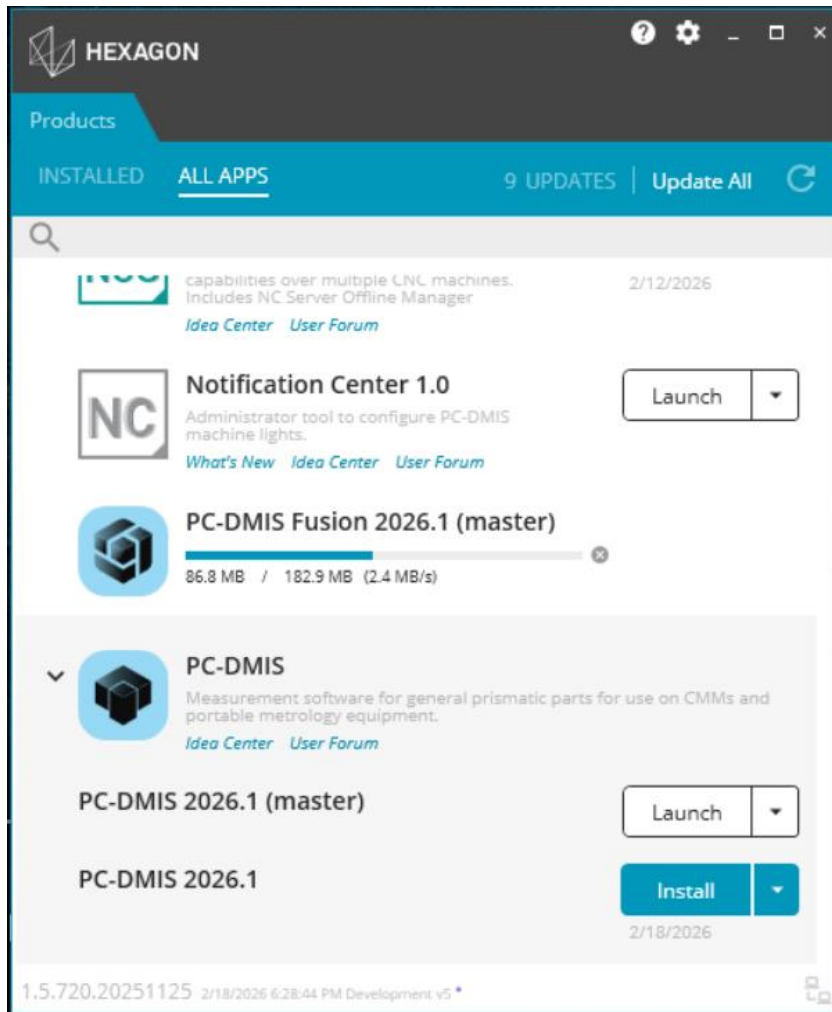 HEXAGON
Products
INSTALLED ALL APPS 9 UPDATES | Update All
capabilities over multiple CNC machines.
Includes NC Server Offline Manager
2/12/2026
Idea Center User Forum
Notification Center 1.0
Launch
NC
Administrator tool to configure PC-DMIS
machine lights.
What's New Idea Center User Forum
PC-DMIS Fusion 2026.1 (master)
86.8 MB / 182.9 MB (2.4 MB/s)
PC-DMIS
Measurement software for general prismatic parts for use on CMMs and
portable metrology equipment.
Idea Center User Forum
PC-DMIS 2026.1 (master)
Launch
PC-DMIS 2026.1
Install
2/18/2026
1.5.720.20251125 2/18/2026 6:28:44 PM Development v5 *